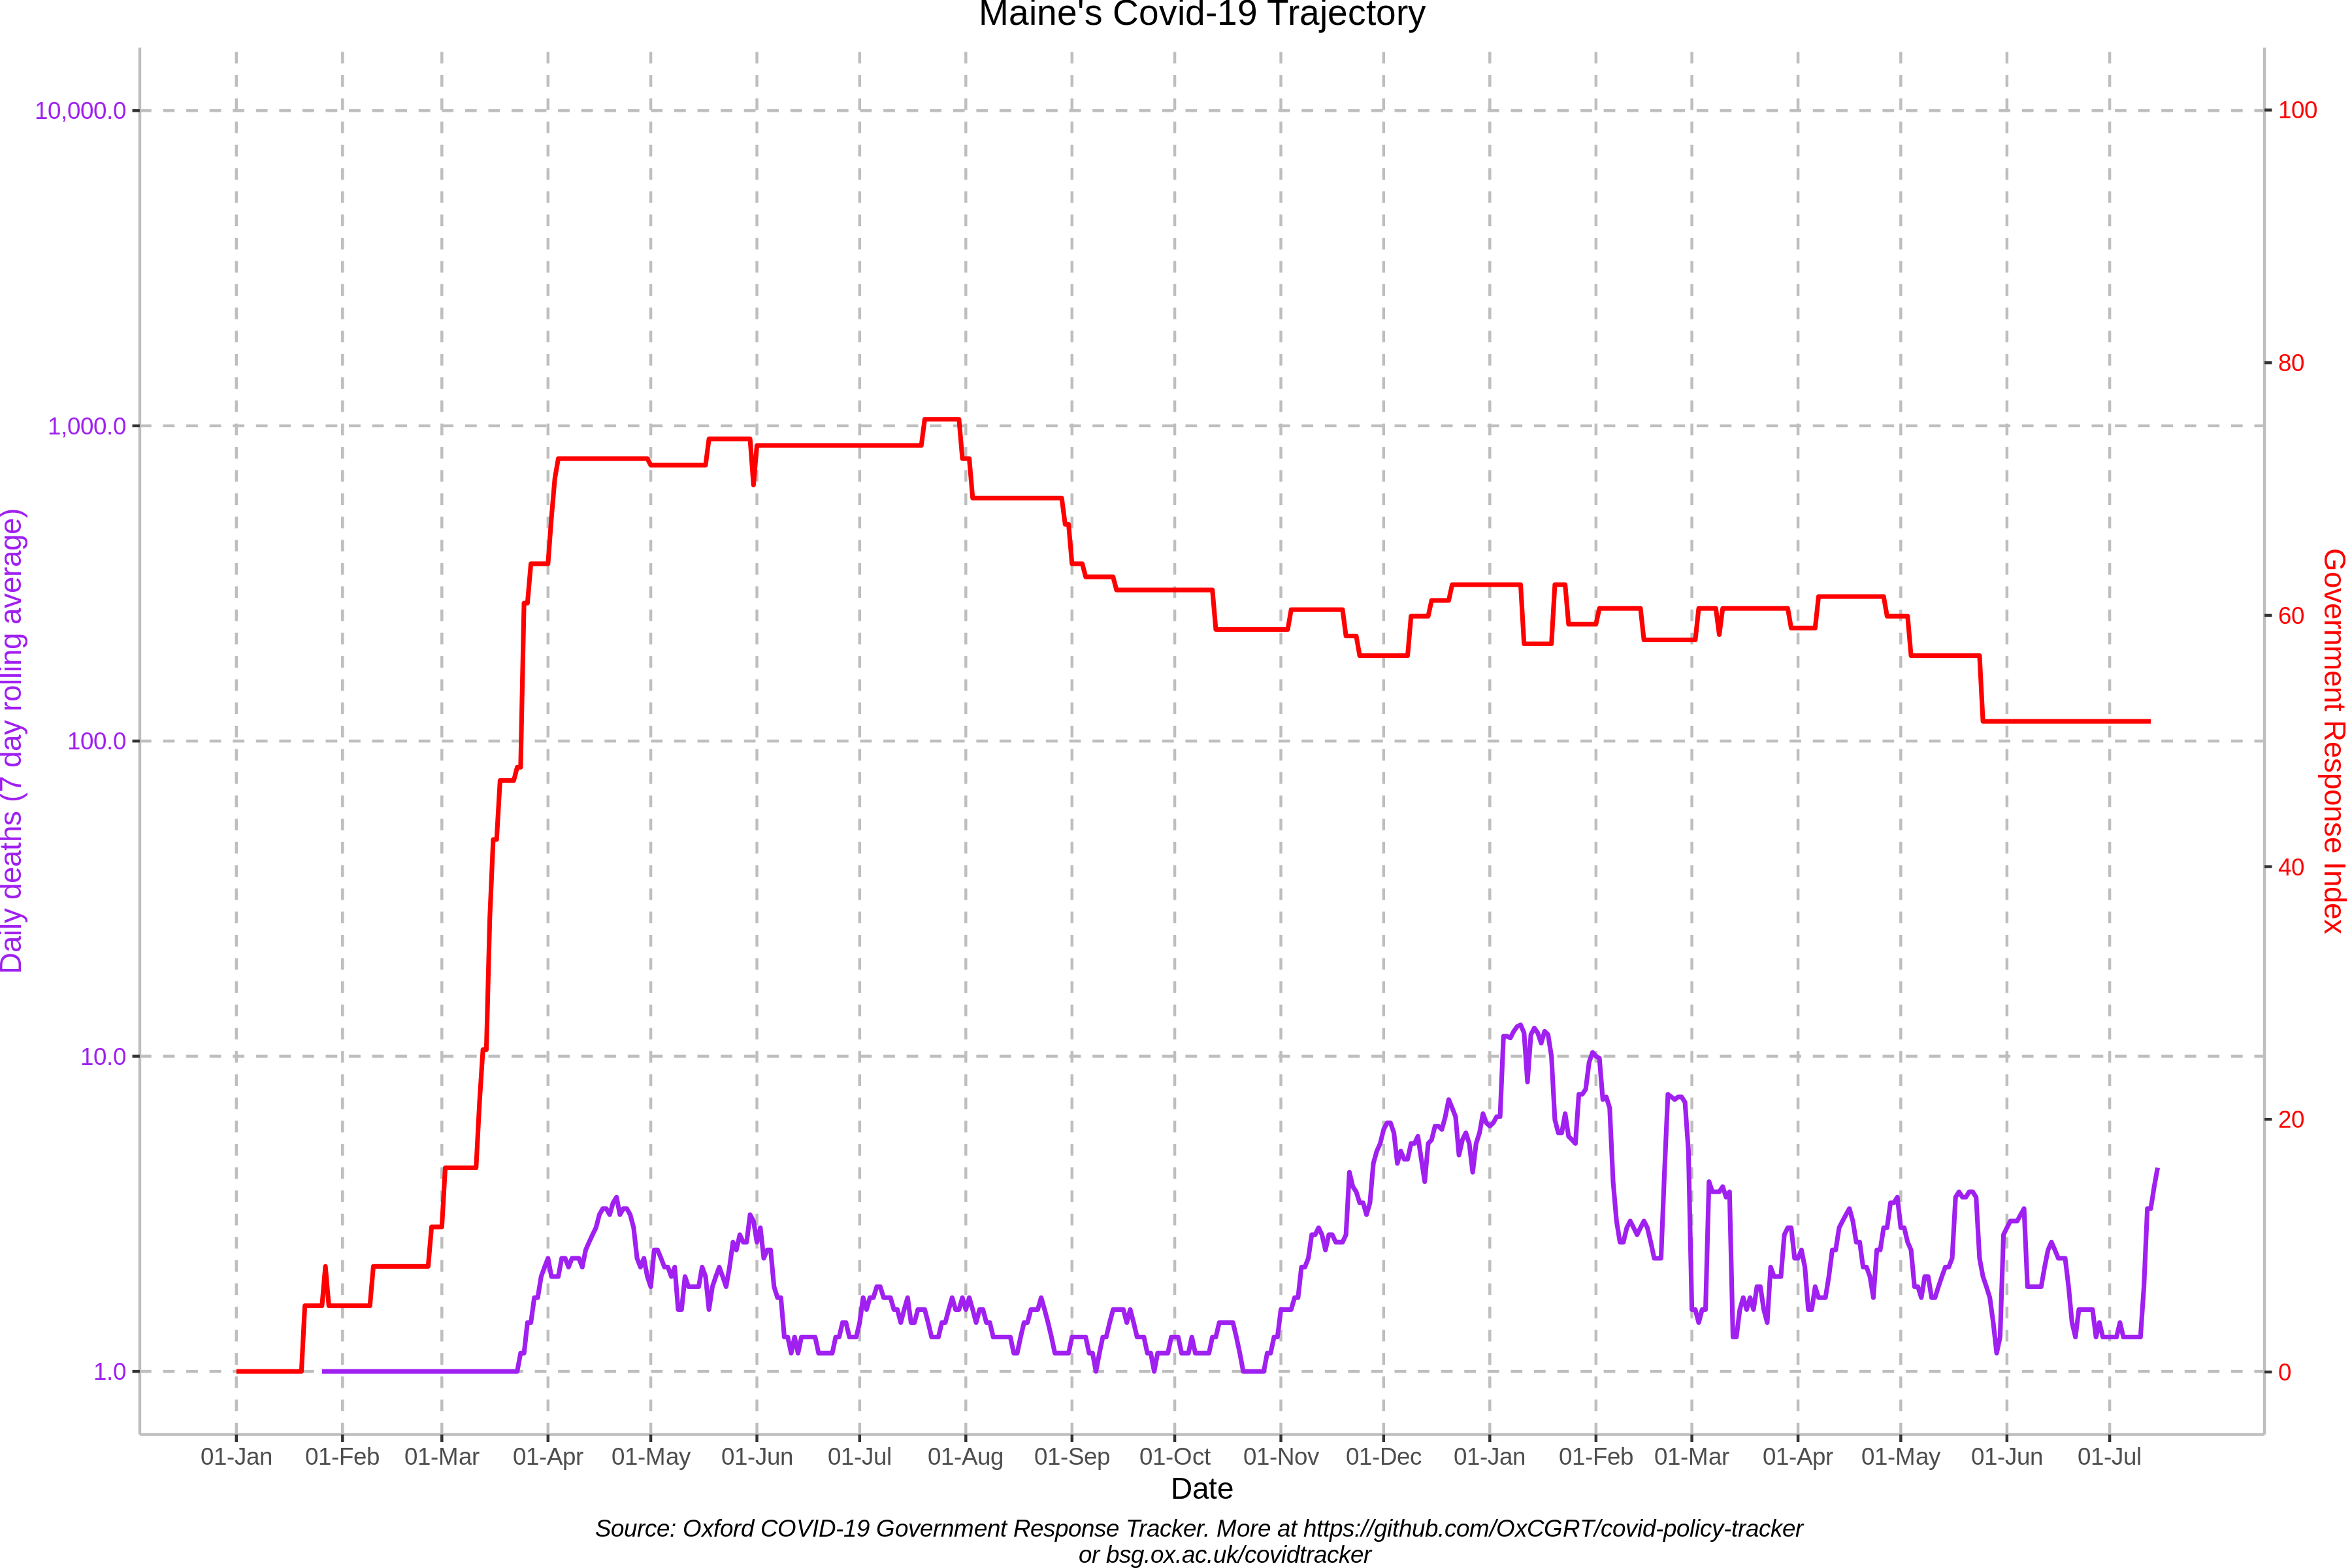 Maine's Covid-19 Trajectory
10,000.0
1,000.0
100.0
10.0
1.0
Daily deaths (7 day rolling average)
100
80
60
40
20
0
Government Response Index
01-Jan 01-Feb 01-Mar 01-Apr 01-May 01-Jun 01-Jul 01-Aug 01-Sep 01-Oct 01-Nov 01-Dec 01-Jan 01-Feb 01-Mar 01-Apr 01-May 01-Jun 01-Jul
Date
Source: Oxford COVID-19 Government Response Tracker. More at https://github.com/OxCGRT/covid-policy-tracker
or bsg.ox.ac.uk/covidtracker